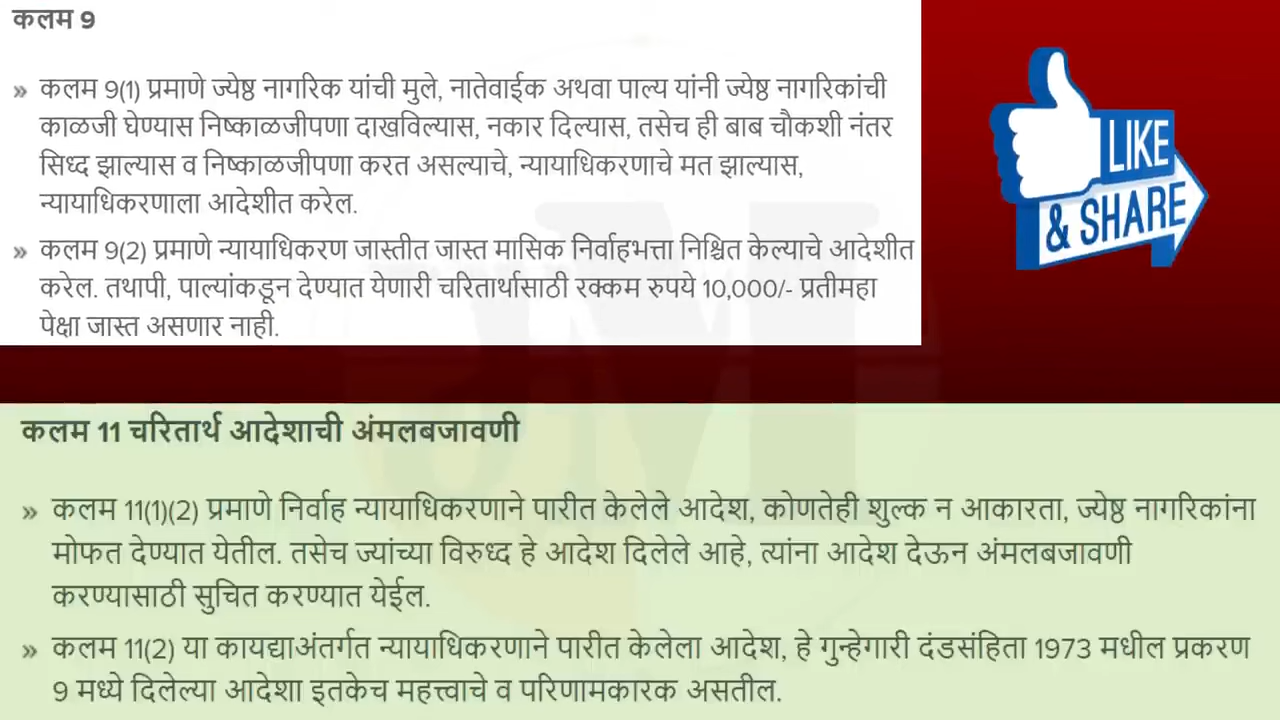 कलम 9
» कलम 9(1) प्रमाणे ज्येष्ठ नागरिक यांची मुले, नातेवाईक अथवा पाल्य यांनी ज्येष्ठ नागरिकांची
काळजी घेण्यास निष्काळजीपणा दाखविल्यास, नकार दिल्यास, तसेच ही बाब चौकशी नंतर
सिध्द झाल्यास व निष्काळजीपणा करत असल्याचे, न्यायाधिकरणाचे मत झाल्यास,
न्यायाधिकरणाला आदेशीत करेल.
» कलम 9(2) प्रमाणे न्यायाधिकरण जास्तीत जास्त मासिक निर्वाहभत्ता निश्चित केल्याचे आदेशीत
करेल. तथापी, पाल्यांकडून देण्यात येणारी चरितार्थासाठी रक्कम रुपये 10,000/- प्रतीमहा
पेक्षा जास्त असणार नाही.
LIKE
& SHARE
कलम 11 चरितार्थ आदेशाची अंमलबजावणी
» कलम 11(1)(2) प्रमाणे निर्वाह न्यायाधिकरणाने पारीत केलेले आदेश, कोणतेही शुल्क न आकारता, ज्येष्ठ नागरिकांना
मोफत देण्यात येतील. तसेच ज्यांच्या विरुध्द हे आदेश दिलेले आहे, त्यांना आदेश देऊन अंमलबजावणी
करण्यासाठी सुचित करण्यात येईल.
» कलम 11(2) या कायद्याअंतर्गत न्यायाधिकरणाने पारीत केलेला आदेश, हे गुन्हेगारी दंडसंहिता 1973 मधील प्रकरण
9 मध्ये दिलेल्या आदेशा इतकेच महत्त्वाचे व परिणामकारक असतील.